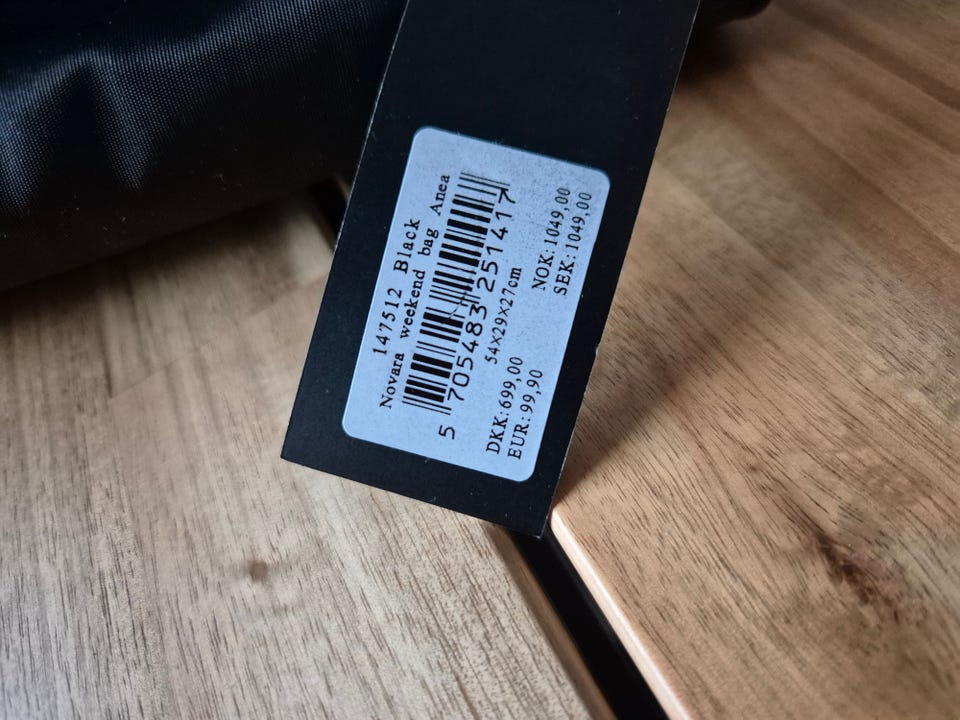 147512 Black
Novara weekend bag Anea
5 705483 251417
54x29x27cm
DKK:699,00 NOK:1049,00
EUR.:99,90 SEK.:1049,00